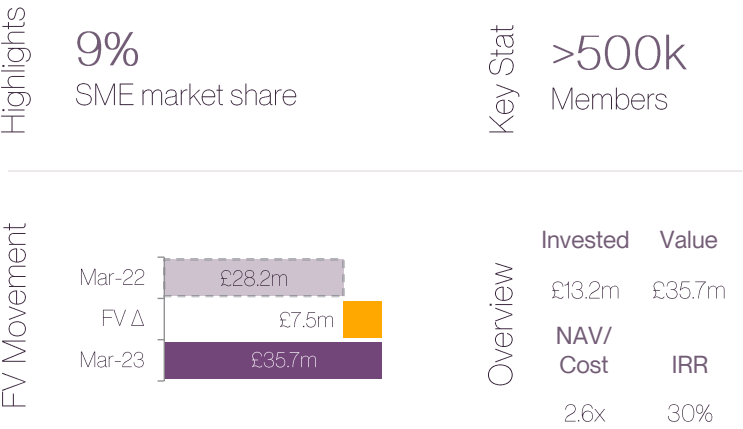 Highlights
9%
SME market share
Key Stat
>500k
Members
FV Movement
Mar-22 £28.2m
FV Δ £7.5m
Mar-23 £35.7m
Overview
Invested Value
£13.2m £35.7m
NAV/
Cost IRR
2.6x 30%